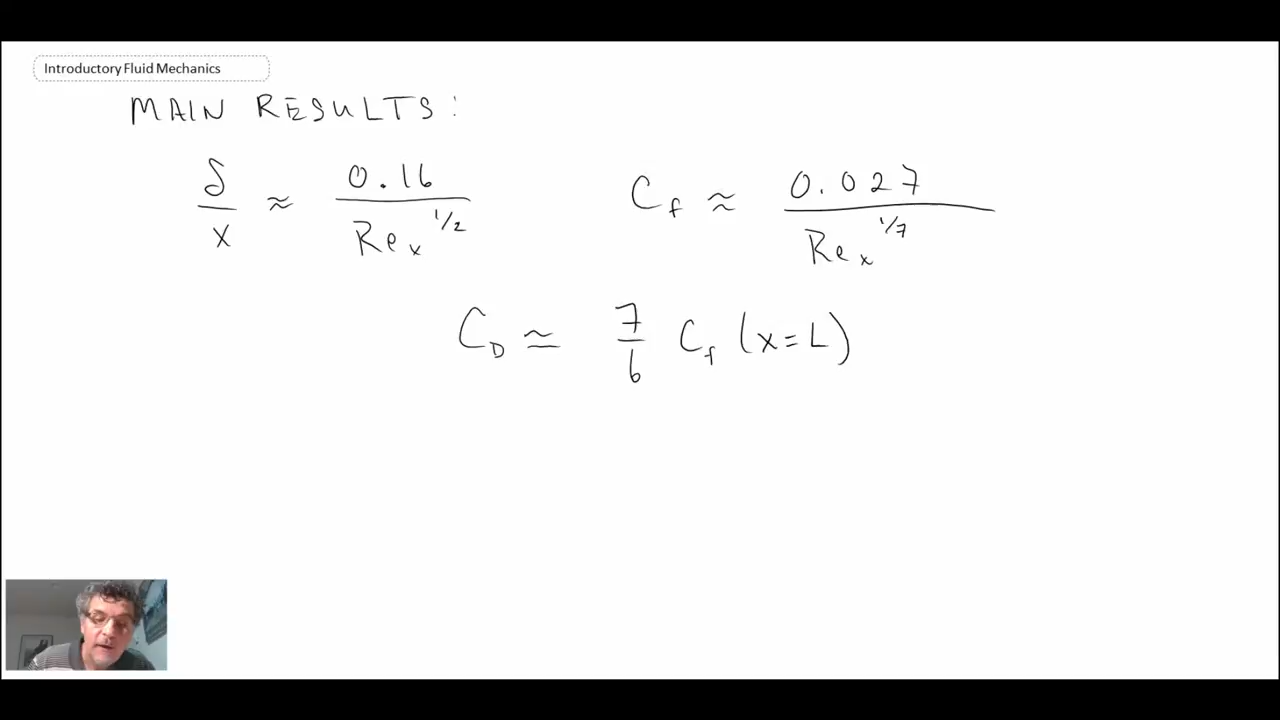 Introductory Fluid Mechanics
MAIN RESULTS:
δ/x ≈ 0.16/Re_x^1/2
C_f ≈ 0.027/Re_x^1/7
C_D ≃ 7/6 C_f (x=L)